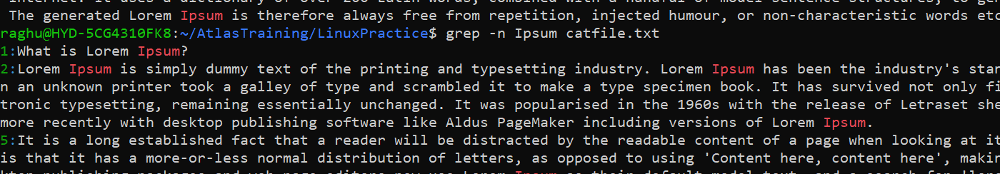 The generated Lorem Ipsum is therefore always free from repetition, injected humour, or non-characteristic words etc
raghu@HYD-5CG4310FK8:~/AtlasTraining/LinuxPractice$ grep -n Ipsum catfile.txt
1:What is Lorem Ipsum?
2:Lorem Ipsum is simply dummy text of the printing and typesetting industry. Lorem Ipsum has been the industry's stan
n an unknown printer took a galley of type and scrambled it to make a type specimen book. It has survived not only fi
tronic typesetting, remaining essentially unchanged. It was popularised in the 1960s with the release of Letraset she
more recently with desktop publishing software like Aldus PageMaker including versions of Lorem Ipsum.
5:It is a long established fact that a reader will be distracted by the readable content of a page when looking at it
is that it has a more-or-less normal distribution of letters, as opposed to using 'Content here, content here', makin